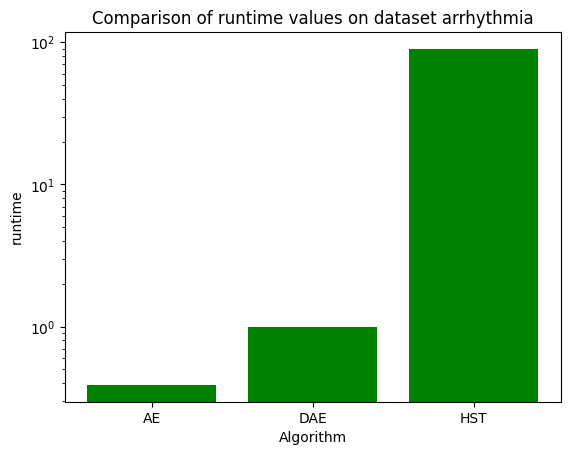 Comparison of runtime values on dataset arrhythmia
10²
10¹
10⁰
runtime
AE DAE HST
Algorithm